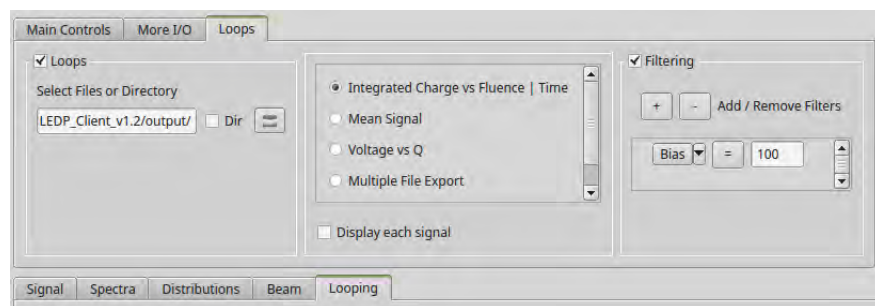 Main Controls More I/O Loops
Loops
Select Files or Directory
LEDP_Client_v1.2/output/ Dir
Integrated Charge vs Fluence | Time
Mean Signal
Voltage vs Q
Multiple File Export
Display each signal
Filtering
+ - Add / Remove Filters
Bias = 100
Signal Spectra Distributions Beam Looping